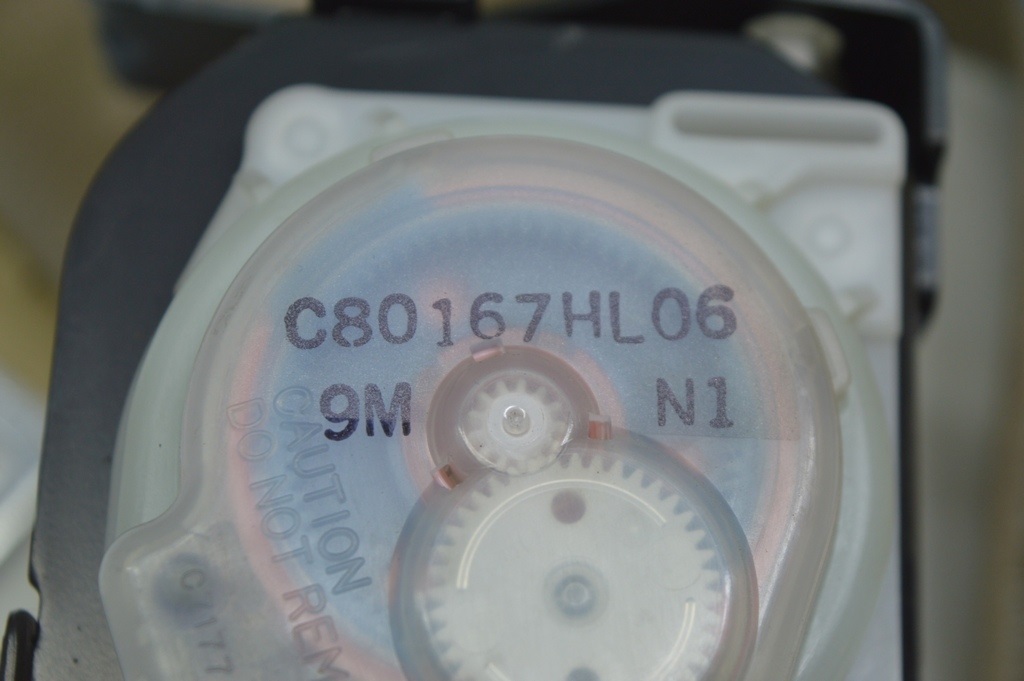 C80167HL06
9M N1
CAUTION
DO NOT REM